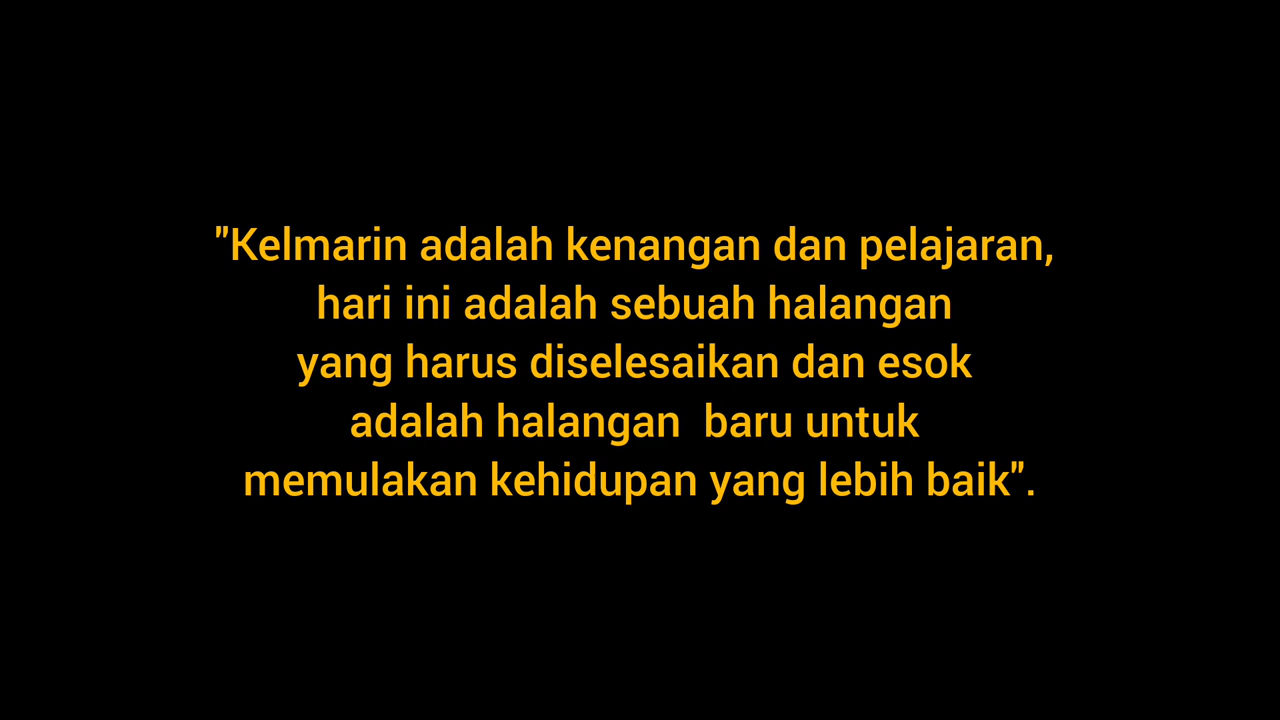 "Kelmarin adalah kenangan dan pelajaran,
hari ini adalah sebuah halangan
yang harus diselesaikan dan esok
adalah halangan  baru untuk
memulakan kehidupan yang lebih baik".